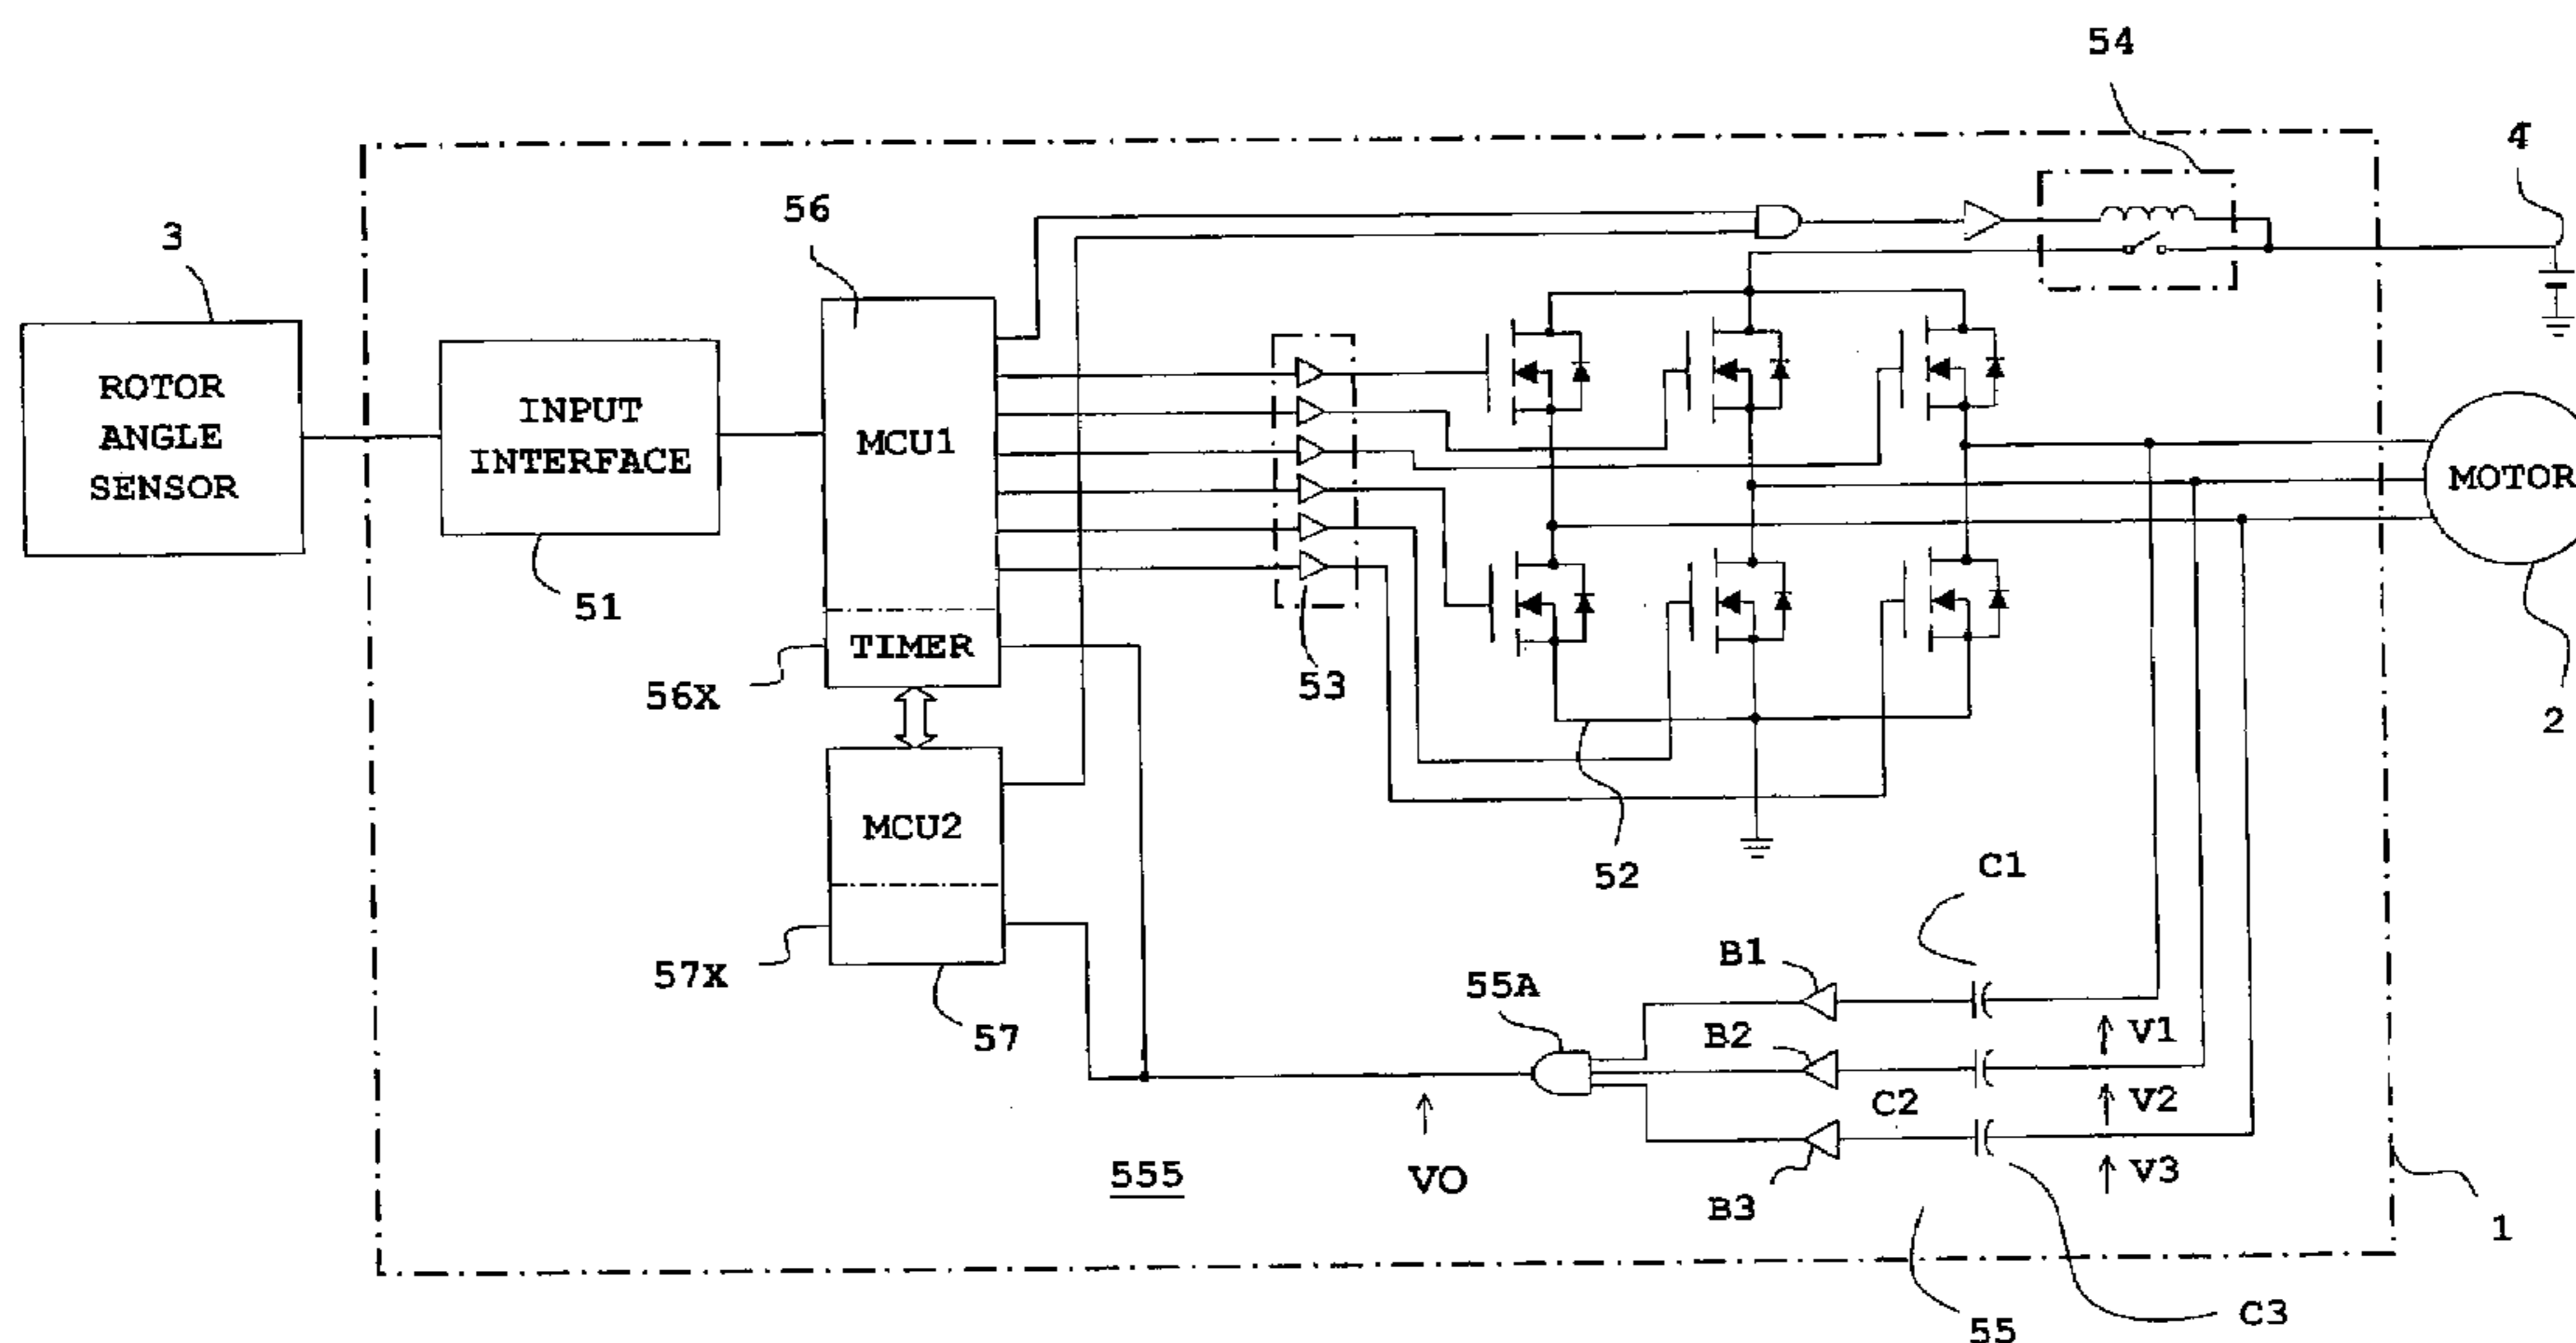 54
4
56
3
ROTOR
ANGLE
SENSOR
INPUT
INTERFACE
MCU1
MOTOR
51
TIMER
56X
53
2
MCU2
52
C1
57X
57
55A
B1
V1
B2
V2
C2
V3
B3
VO
555
1
55
C3